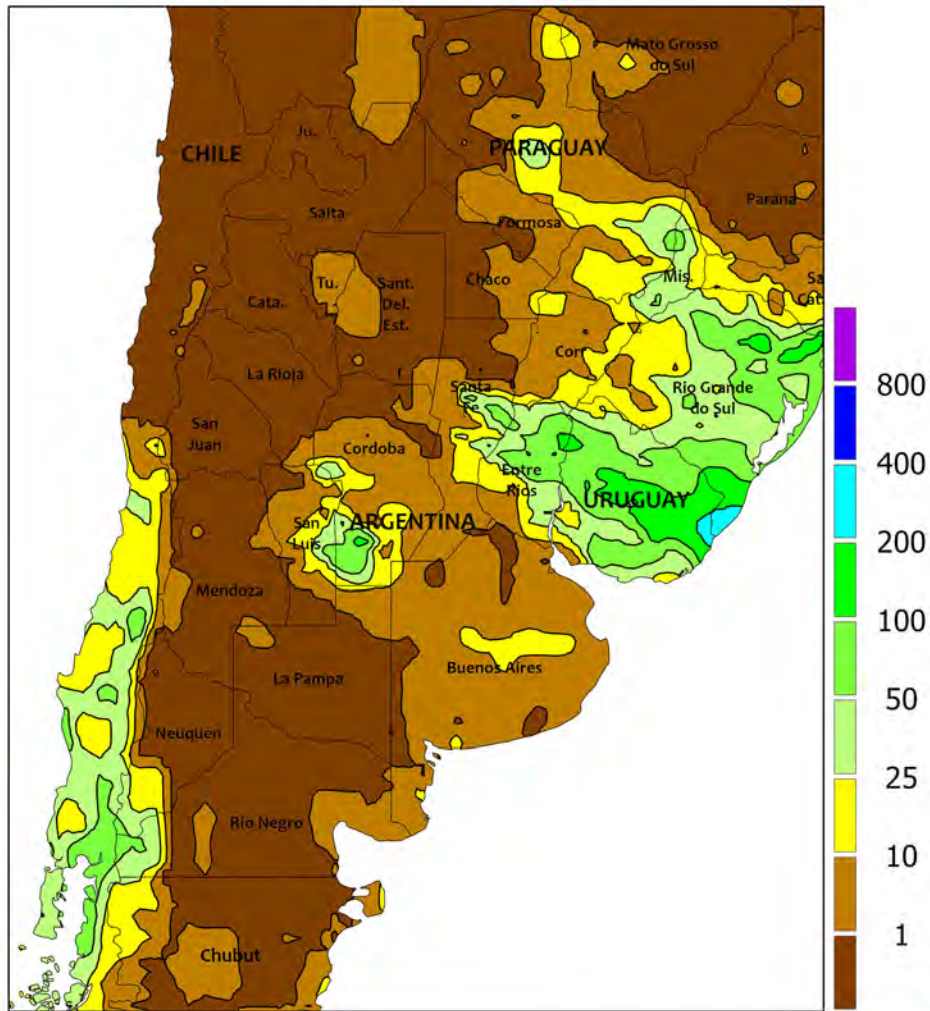 Mato Grosso
do Sul
Ju.
CHILE
PARAGUAY
Parana
Salta
Formosa
Chaco
Mis.
Sa
Cat.
Tu.
Sant.
Del.
Est.
Cata.
Corr.
La Rioja
Santa
Fe
Rio Grande
do Sul
San
Juan
Cordoba
Entre
Rios
URUGUAY
ARGENTINA
San
Luis
Mendoza
Buenos Aires
La Pampa
Neuquen
Rio Negro
Chubut
800
400
200
100
50
25
10
1